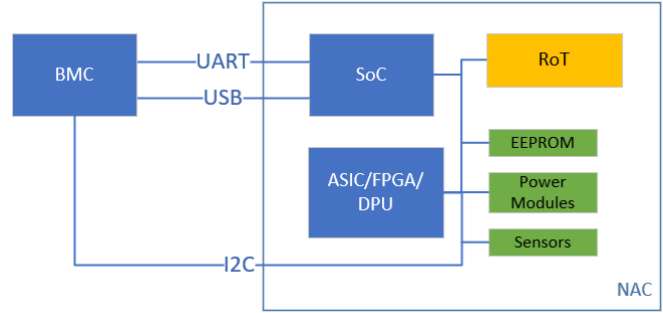 BMC
UART
USB
SoC
RoT
EEPROM
ASIC/FPGA/
DPU
Power
Modules
Sensors
I2C
NAC